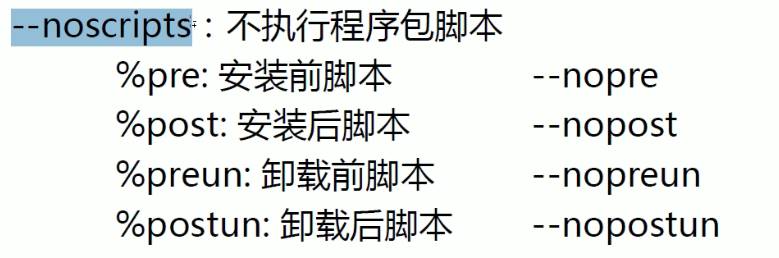 --noscripts : 不执行程序包脚本
%pre: 安装前脚本 --nopre
%post: 安装后脚本 --nopost
%preun: 卸载前脚本 --nopreun
%postun: 卸载后脚本 --nopostun